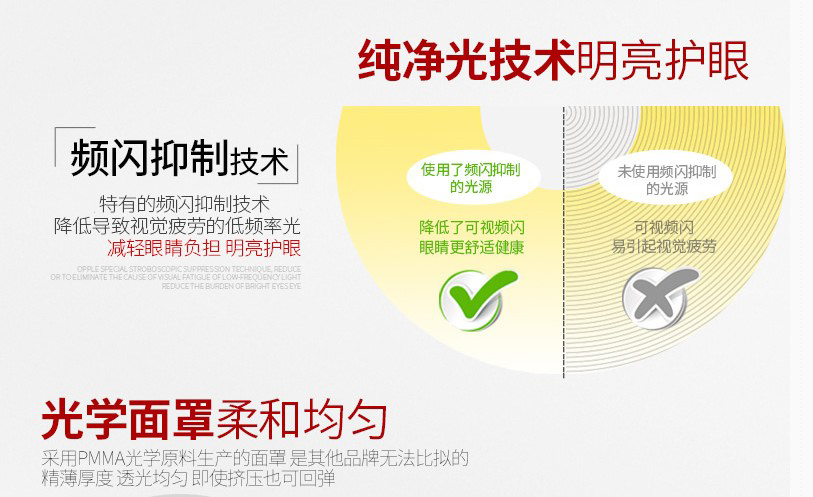 纯净光技术明亮护眼
频闪抑制技术
特有的频闪抑制技术
降低导致视觉疲劳的低频率光
减轻眼睛负担 明亮护眼
OPPLE SPECIAL STROBOSCOPIC SUPPRESSION TECHNIQUE, REDUCE
OR TO ELIMINATE THE CAUSE OF VISUAL FATIGUE OF LOW-FREQUENCY LIGHT
REDUCE THE BURDEN OF BRIGHT EYES EYE
使用了频闪抑制
的光源
降低了可视频闪
眼睛更舒适健康
未使用频闪抑制
的光源
可视频闪
易引起视觉疲劳
光学面罩柔和均匀
采用PMMA光学原料生产的面罩 是其他品牌无法比拟的
精薄厚度 透光均匀 即使挤压也可回弹